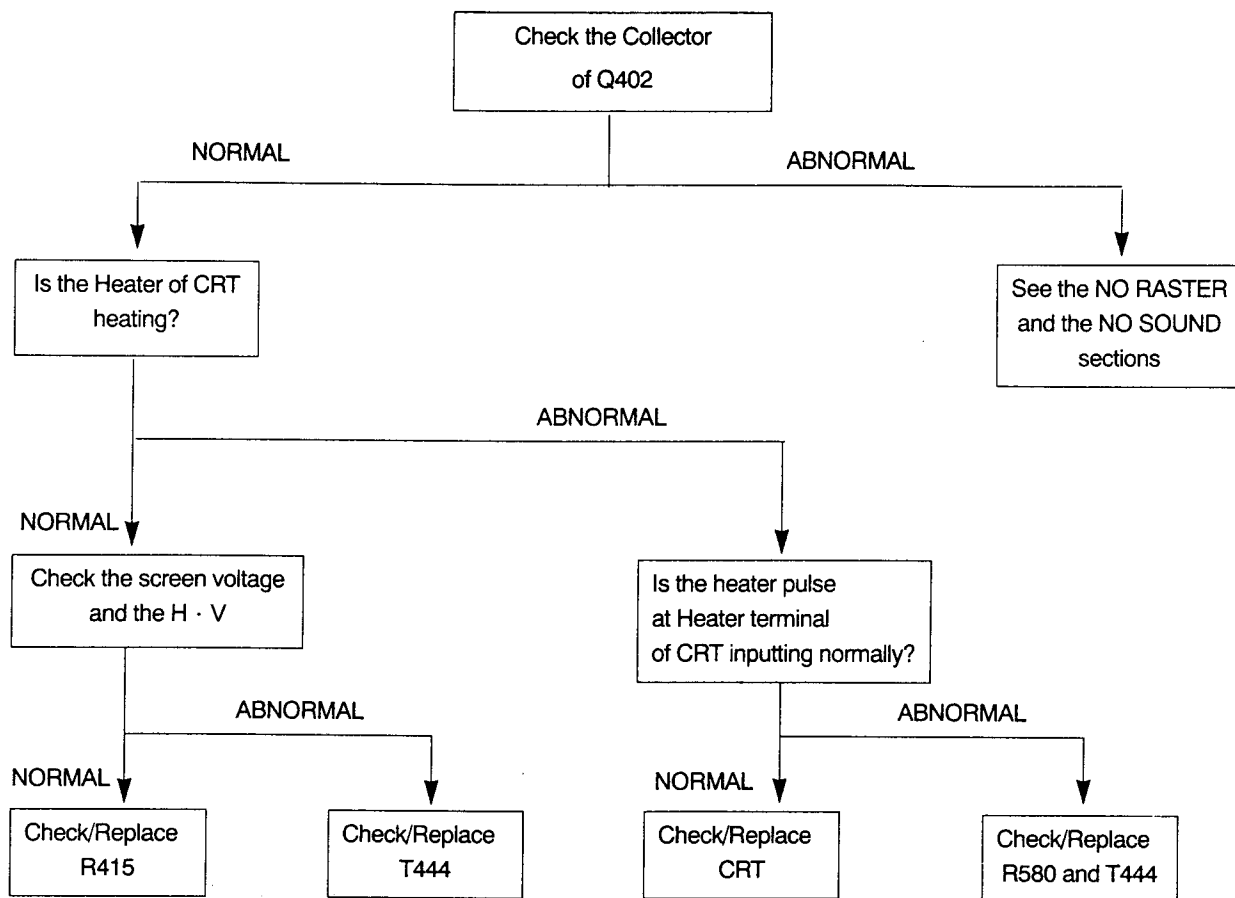 Check the Collector
of Q402
NORMAL
ABNORMAL
Is the Heater of CRT
heating?
See the NO RASTER
and the NO SOUND
sections
ABNORMAL
NORMAL
Check the screen voltage
and the H · V
Is the heater pulse
at Heater terminal
of CRT inputting normally?
ABNORMAL
ABNORMAL
NORMAL
NORMAL
Check/Replace
R415
Check/Replace
T444
Check/Replace
CRT
Check/Replace
R580 and T444